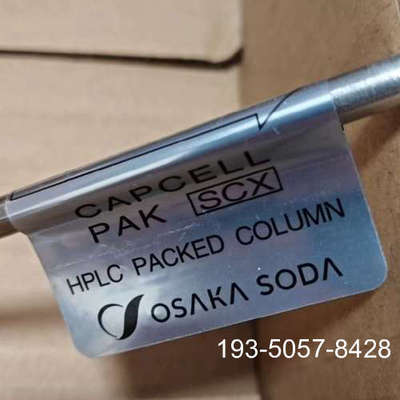 CAPCELL
PAK SCX
HPLC PACKED COLUMN
OSAKA SODA
193-5057-8428